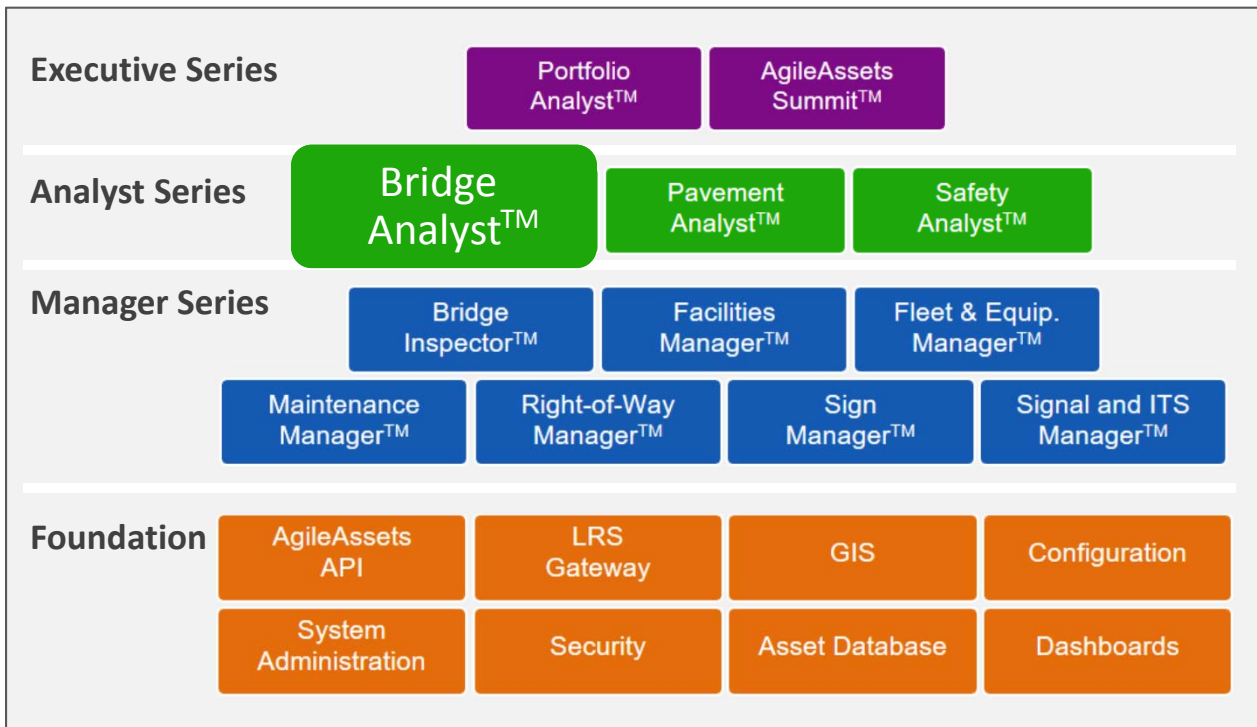 Executive Series
Portfolio
Analyst™
AgileAssets
Summit™
Analyst Series
Bridge
Analyst™
Pavement
Analyst™
Safety
Analyst™
Manager Series
Bridge
Inspector™
Facilities
Manager™
Fleet & Equip.
Manager™
Maintenance
Manager™
Right-of-Way
Manager™
Sign
Manager™
Signal and ITS
Manager™
Foundation
AgileAssets
API
LRS
Gateway
GIS
Configuration
System
Administration
Security
Asset Database
Dashboards